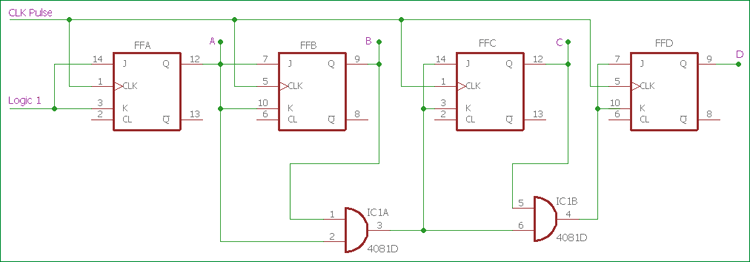 CLK Pulse
FFA
A
FFB
B
FFC
C
FFD
D
14 J Q 12
7 J Q 9
14 J Q 12
7 J Q 9
1 CLK
5 CLK
1 CLK
5 CLK
Logic 1
3 K
10 K
3 K
10 K
2 CL Q 13
6 CL Q 8
2 CL Q 13
6 CL Q 8
IC1A
1
2
3
4081D
IC1B
5
6
4
4081D